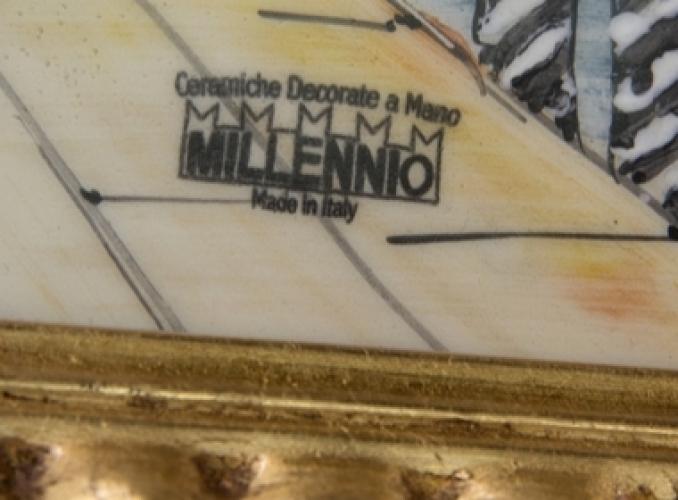 Ceramiche Decorate a Mano
MILLENNIO
Made in Italy